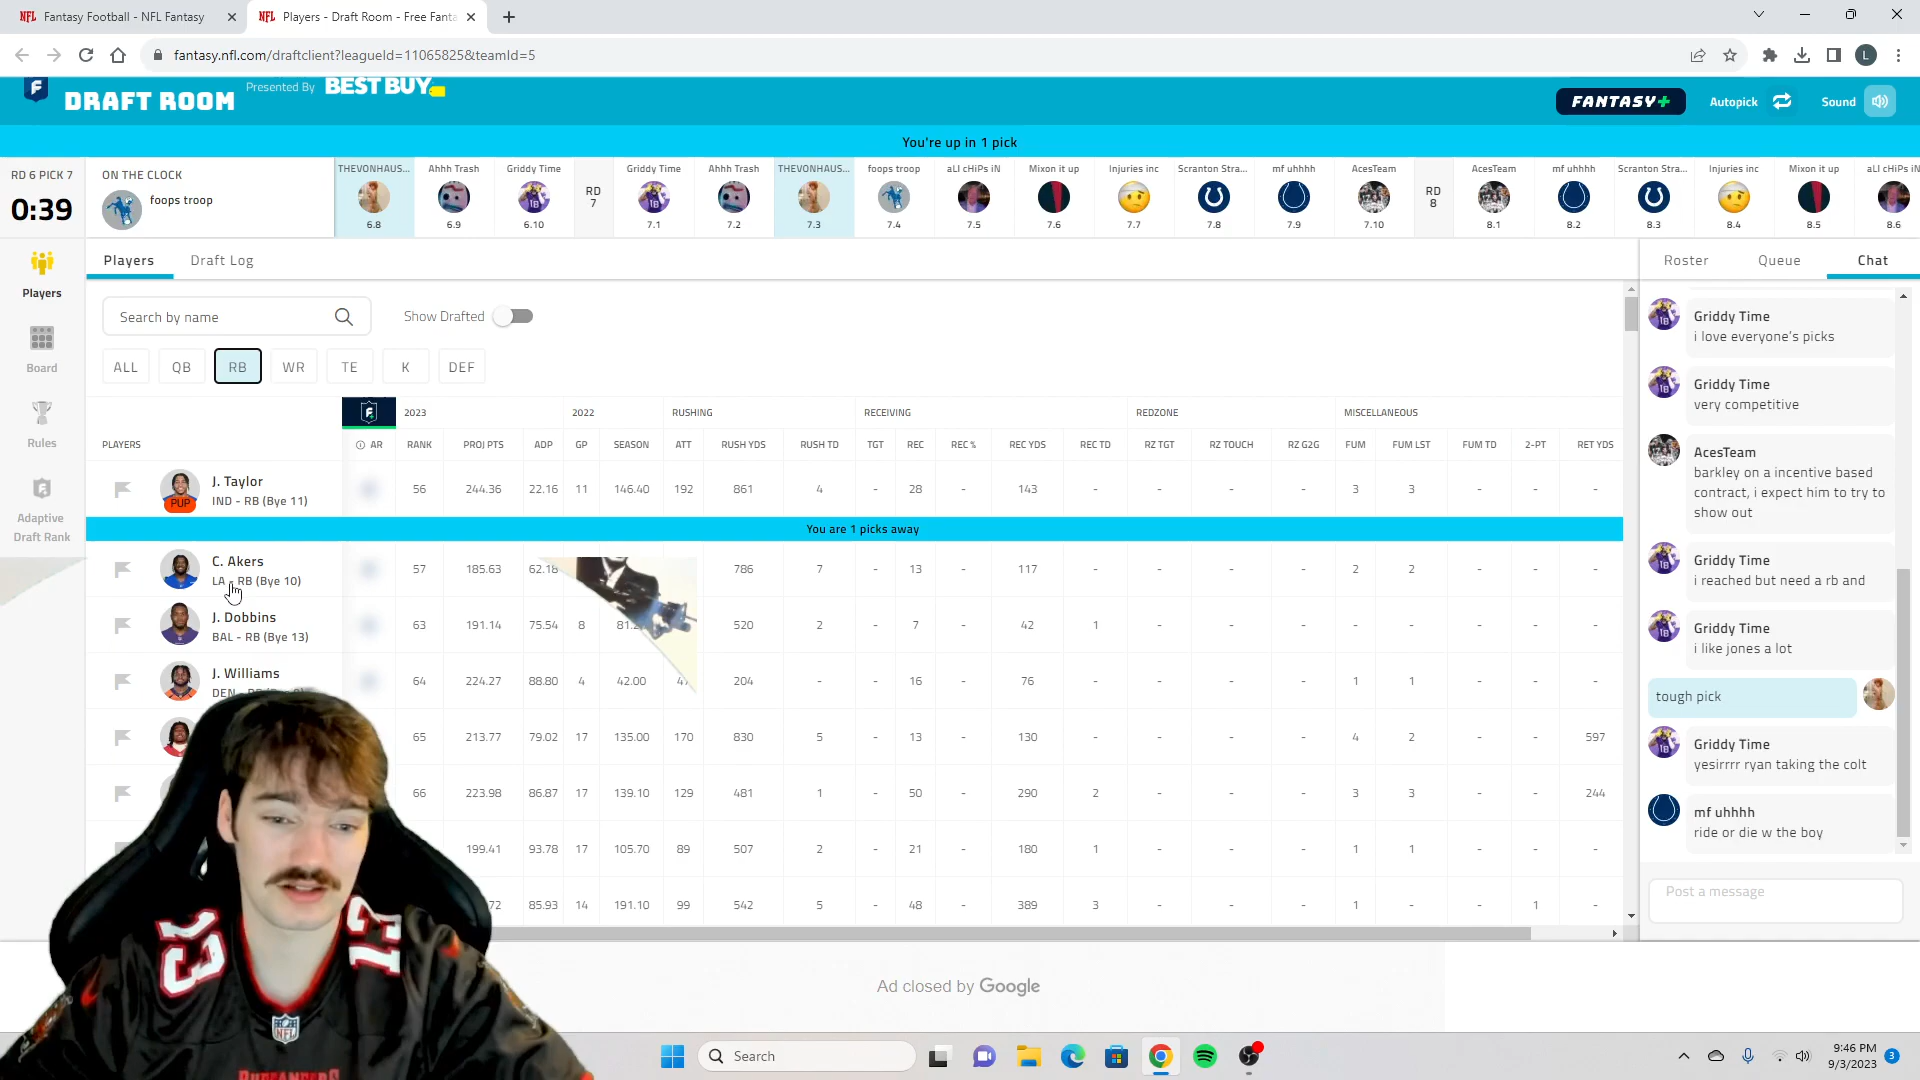 Fantasy Football - NFL Fantasy
Players - Draft Room - Free Fanta
fantasy.nfl.com/draftclient?leagueId=11065825&teamId=5
L
DRAFT ROOM
Presented By BEST BUY
FANTASY+
Autopick
Sound
You're up in 1 pick
RD 6 PICK 7
0:39
ON THE CLOCK
foops troop
THEVONHAUS... 6.8
Ahhh Trash 6.9
Griddy Time 6.10
RD 7
Griddy Time 7.1
Ahhh Trash 7.2
THEVONHAUS... 7.3
foops troop 7.4
aLl cHiPs iN 7.5
Mixon it up 7.6
Injuries inc 7.7
Scranton Stra... 7.8
mf uhhhh 7.9
AcesTeam 7.10
RD 8
AcesTeam 8.1
mf uhhhh 8.2
Scranton Stra... 8.3
Injuries inc 8.4
Mixon it up 8.5
aLl cHiPs iN 8.6
Players
Board
Rules
Adaptive
Draft Rank
Players Draft Log
Search by name
Show Drafted
ALL QB RB WR TE K DEF
2023 2022 RUSHING RECEIVING REDZONE MISCELLANEOUS
PLAYERS AR RANK PROJ PTS ADP GP SEASON ATT RUSH YDS RUSH TD TGT REC REC % REC YDS REC TD RZ TGT RZ TOUCH RZ G2G FUM FUM LST FUM TD 2-PT RET YDS
PUP
J. Taylor
IND - RB (Bye 11)
56 244.36 22.16 11 146.40 192 861 4 - 28 - 143 - - - - 3 3 - - -
You are 1 picks away
C. Akers
LA - RB (Bye 10)
57 185.63 62.18 786 7 - 13 - 117 - - - - 2 2 - - -
J. Dobbins
BAL - RB (Bye 13)
63 191.14 75.54 8 520 2 - 7 - 42 1 - - - - - - - -
J. Williams
DEN
64 224.27 88.80 4 42.00 204 - - 16 - 76 - - - - 1 1 - - -
65 213.77 79.02 17 135.00 170 830 5 - 13 - 130 - - - - 4 2 - - 597
66 223.98 86.87 17 139.10 129 481 1 - 50 - 290 2 - - - 3 3 - - 244
199.41 93.78 17 105.70 89 507 2 - 21 - 180 1 - - - 1 1 - - -
72 85.93 14 191.10 99 542 5 - 48 - 389 3 - - - 1 - - 1 -
Roster Queue Chat
Griddy Time
i love everyone's picks
Griddy Time
very competitive
AcesTeam
barkley on a incentive based
contract, i expect him to try to
show out
Griddy Time
i reached but need a rb and
Griddy Time
i like jones a lot
tough pick
Griddy Time
yesirrrr ryan taking the colt
mf uhhhh
ride or die w the boy
Post a message
Ad closed by Google
13
NFL
BUCCANEERS
Search
9:46 PM
9/3/2023
3